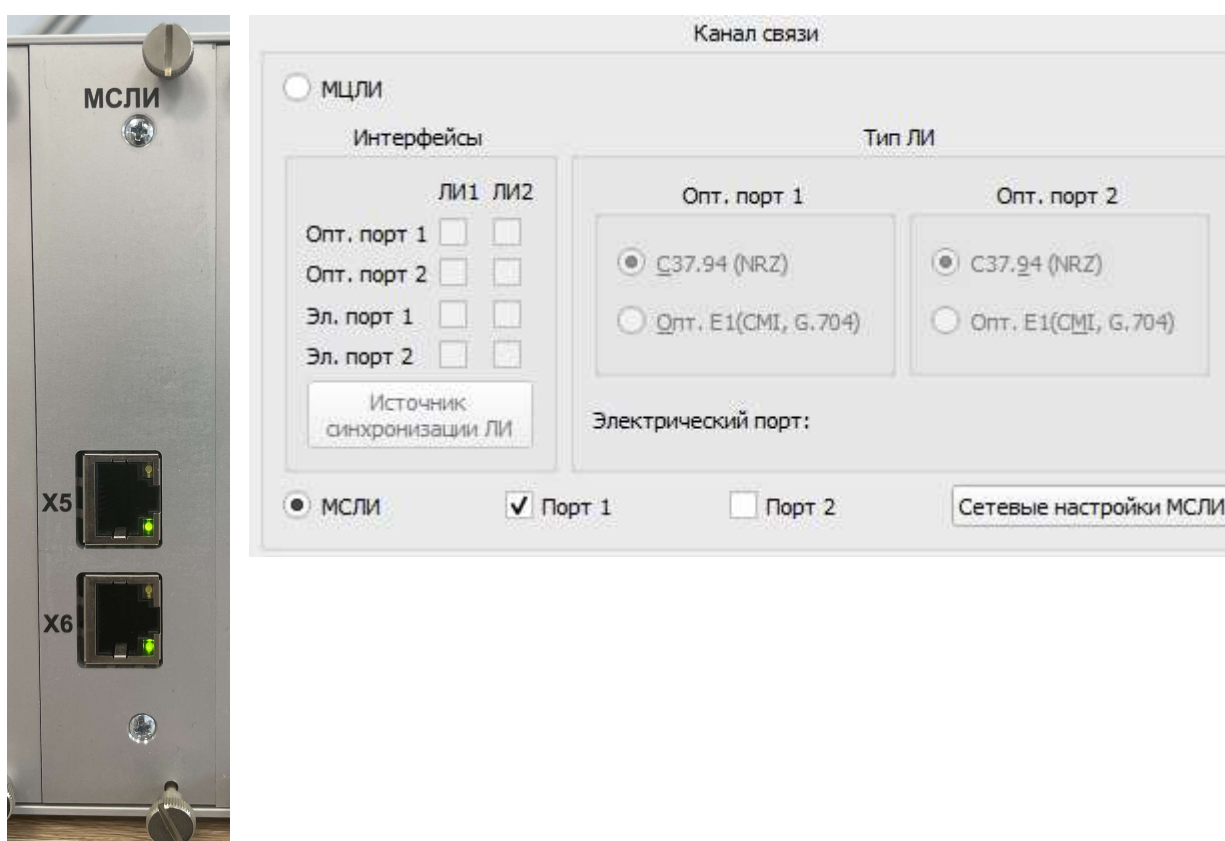 МСЛИ
X5
X6
Канал связи
МЦЛИ
Интерфейсы
Тип ЛИ
ЛИ1 ЛИ2
Опт. порт 1
Опт. порт 2
Эл. порт 1
Эл. порт 2
Источник
синхронизации ЛИ
Опт. порт 1
C37.94 (NRZ)
Опт. E1(CMI, G.704)
Опт. порт 2
C37.94 (NRZ)
Опт. E1(CMI, G.704)
Электрический порт:
МСЛИ
Порт 1
Порт 2
Сетевые настройки МСЛИ